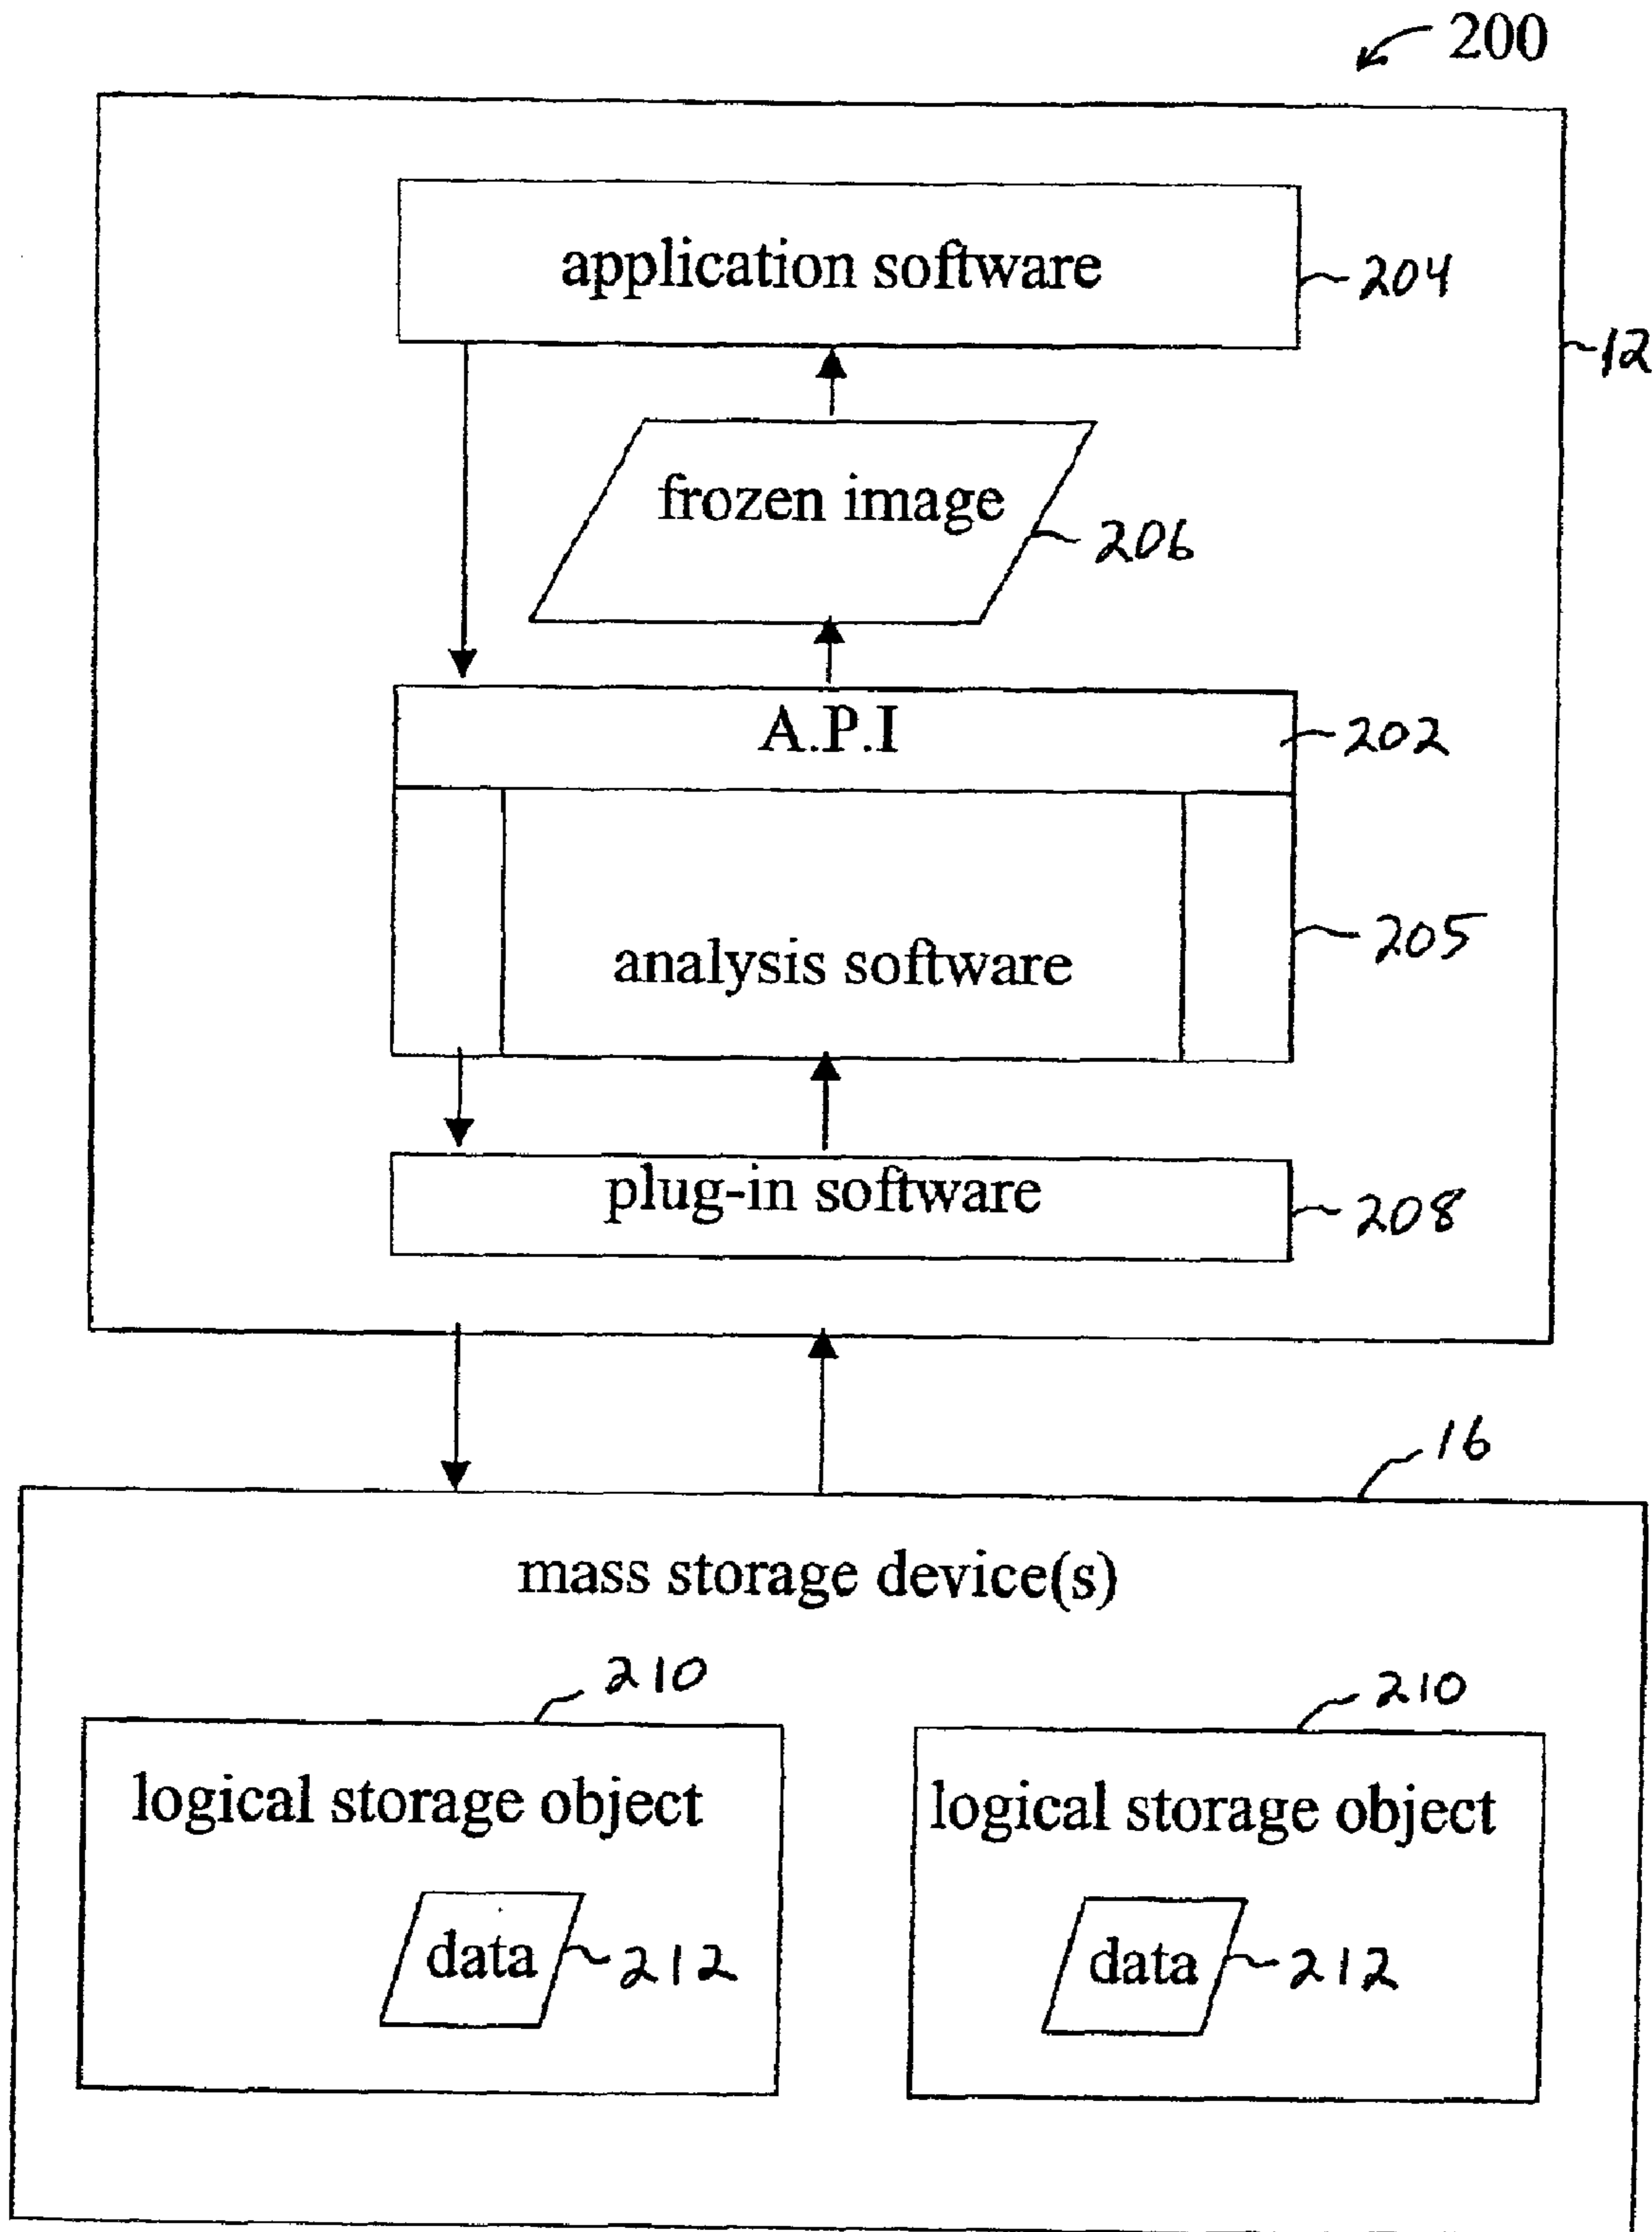 200
application software
204
12
frozen image
206
A.P.I
202
analysis software
205
plug-in software
208
16
mass storage device(s)
210
210
logical storage object
logical storage object
data
212
data
212